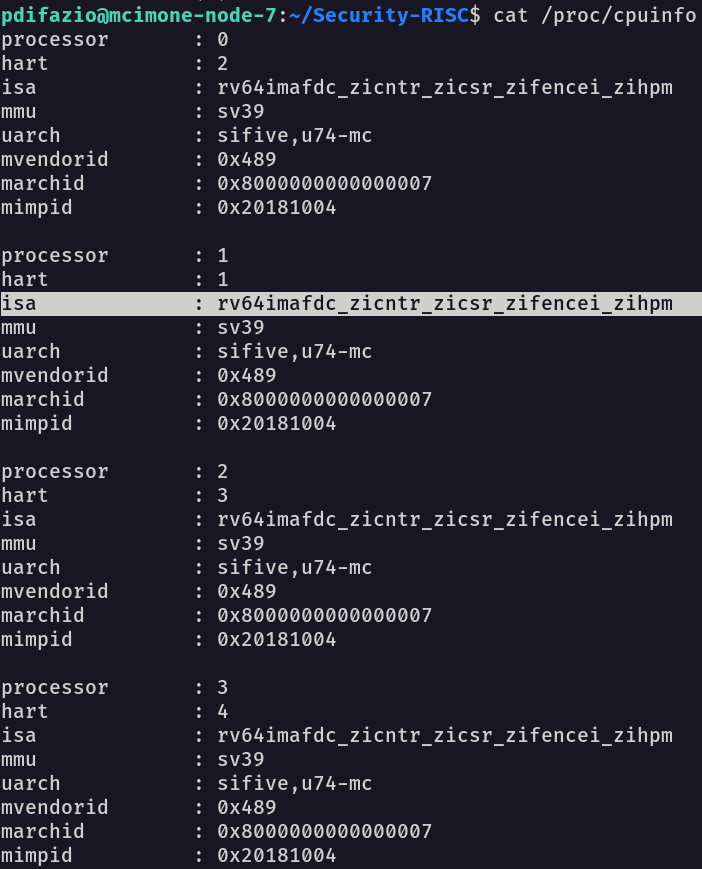 pdifazio@mcimone-node-7:~/Security-RISC$ cat /proc/cpuinfo
processor : 0
hart : 2
isa : rv64imafdc_zicntr_zicsr_zifencei_zihpm
mmu : sv39
uarch : sifive,u74-mc
mvendorid : 0x489
marchid : 0x8000000000000007
mimpid : 0x20181004

processor : 1
hart : 1
isa : rv64imafdc_zicntr_zicsr_zifencei_zihpm
mmu : sv39
uarch : sifive,u74-mc
mvendorid : 0x489
marchid : 0x8000000000000007
mimpid : 0x20181004

processor : 2
hart : 3
isa : rv64imafdc_zicntr_zicsr_zifencei_zihpm
mmu : sv39
uarch : sifive,u74-mc
mvendorid : 0x489
marchid : 0x8000000000000007
mimpid : 0x20181004

processor : 3
hart : 4
isa : rv64imafdc_zicntr_zicsr_zifencei_zihpm
mmu : sv39
uarch : sifive,u74-mc
mvendorid : 0x489
marchid : 0x8000000000000007
mimpid : 0x20181004